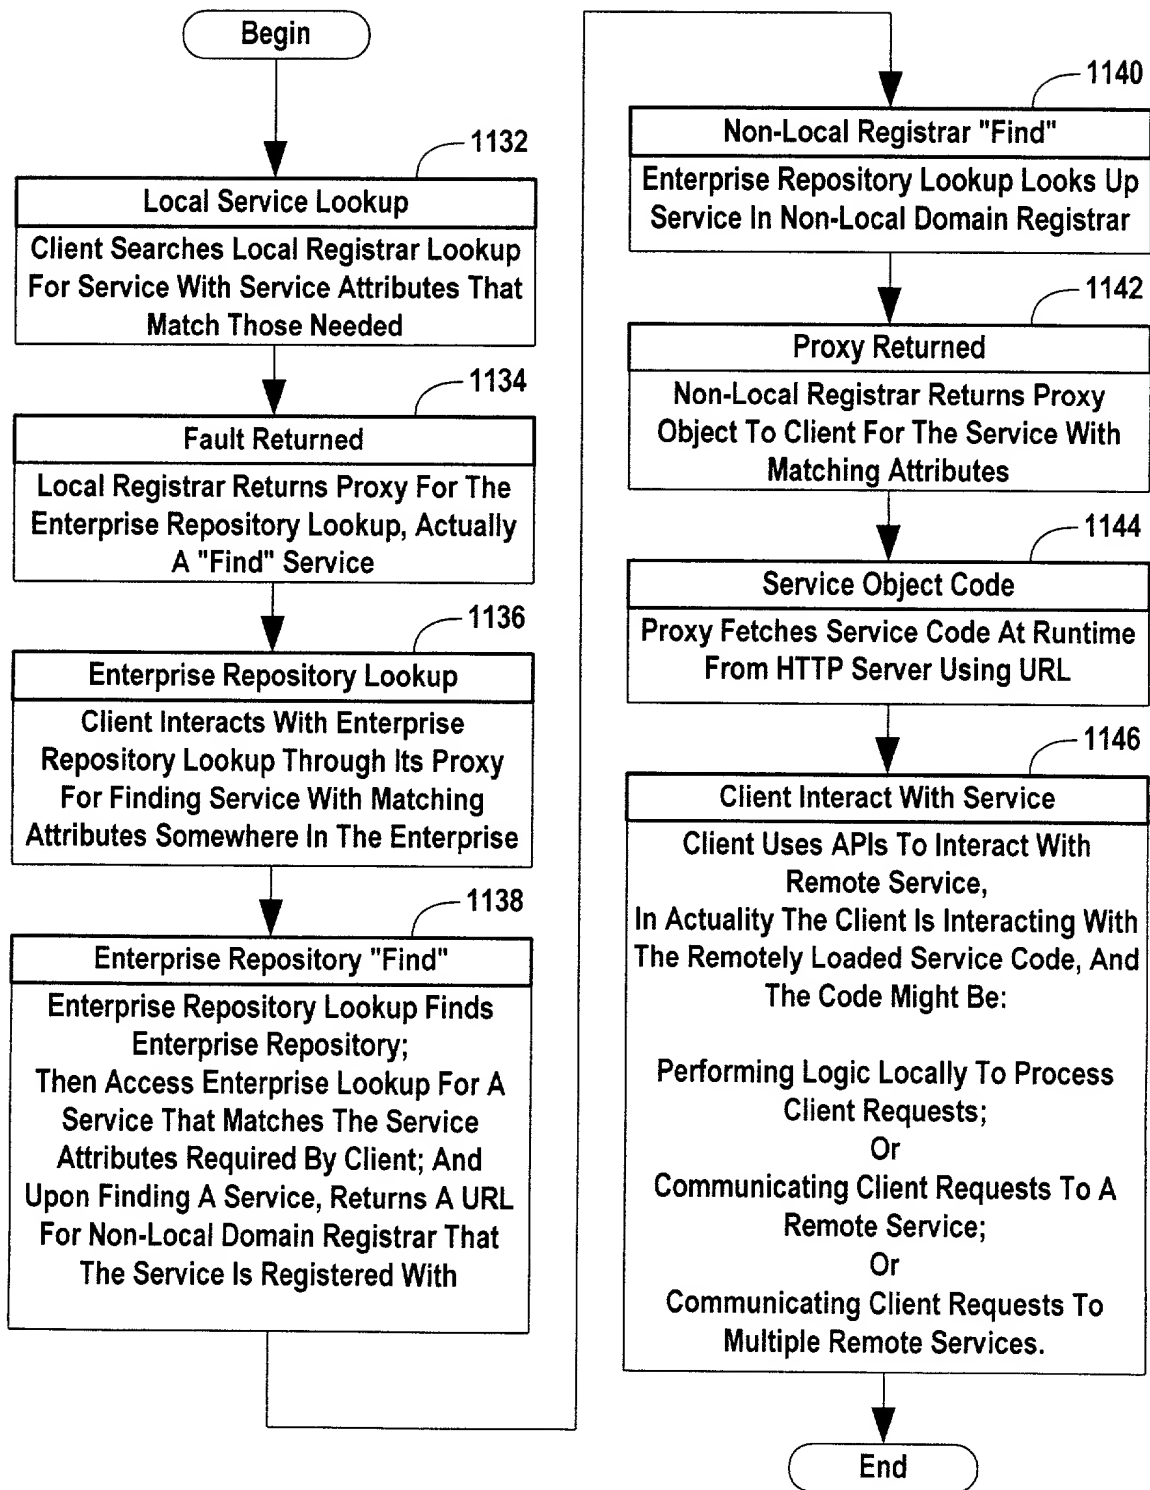 Begin
1132
Local Service Lookup
Client Searches Local Registrar Lookup
For Service With Service Attributes That
Match Those Needed
1134
Fault Returned
Local Registrar Returns Proxy For The
Enterprise Repository Lookup, Actually
A "Find" Service
1136
Enterprise Repository Lookup
Client Interacts With Enterprise
Repository Lookup Through Its Proxy
For Finding Service With Matching
Attributes Somewhere In The Enterprise
1138
Enterprise Repository "Find"
Enterprise Repository Lookup Finds
Enterprise Repository;
Then Access Enterprise Lookup For A
Service That Matches The Service
Attributes Required By Client; And
Upon Finding A Service, Returns A URL
For Non-Local Domain Registrar That
The Service Is Registered With
1140
Non-Local Registrar "Find"
Enterprise Repository Lookup Looks Up
Service In Non-Local Domain Registrar
1142
Proxy Returned
Non-Local Registrar Returns Proxy
Object To Client For The Service With
Matching Attributes
1144
Service Object Code
Proxy Fetches Service Code At Runtime
From HTTP Server Using URL
1146
Client Interact With Service
Client Uses APIs To Interact With
Remote Service,
In Actuality The Client Is Interacting With
The Remotely Loaded Service Code, And
The Code Might Be:
Performing Logic Locally To Process
Client Requests;
Or
Communicating Client Requests To A
Remote Service;
Or
Communicating Client Requests To
Multiple Remote Services.
End